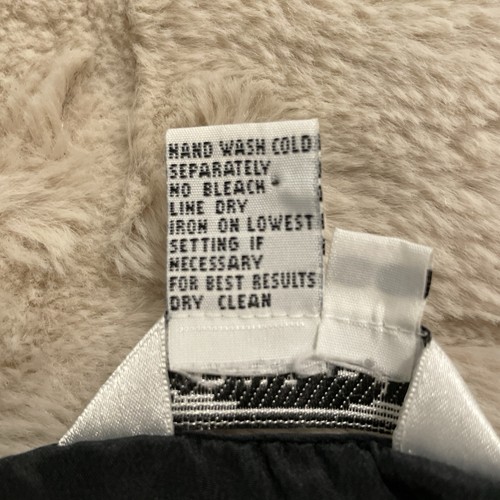 HAND WASH COLD
SEPARATELY
NO BLEACH
LINE DRY
IRON ON LOWEST
SETTING IF
NECESSARY
FOR BEST RESULTS
DRY CLEAN